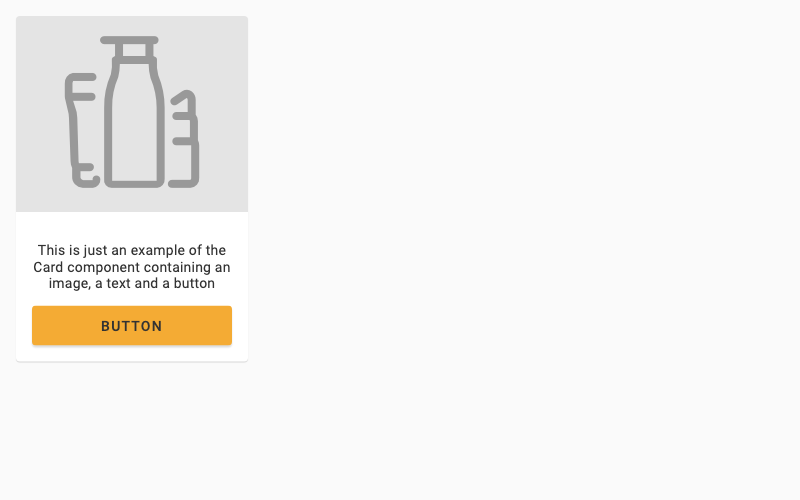 This is just an example of the
Card component containing an
image, a text and a button
BUTTON